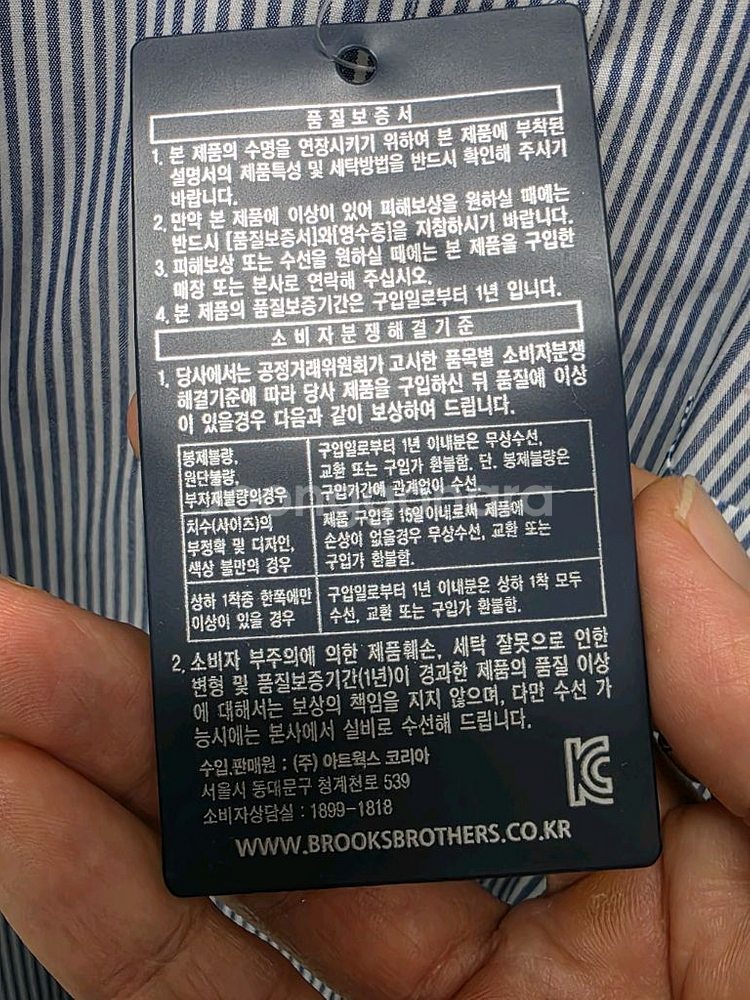 품질보증서
1. 본 제품의 수명을 연장시키기 위하여 본 제품에 부착된
설명서의 제품특성 및 세탁방법을 반드시 확인해 주시기
바랍니다.
2. 만약 본 제품에 이상이 있어 피해보상을 원하실 때에는
반드시 [품질보증서]와[영수증]을 지참하시기 바랍니다.
3. 피해보상 또는 수선을 원하실 때에는 본 제품을 구입한
매장 또는 본사로 연락해 주십시오.
4. 본 제품의 품질보증기간은 구입일로부터 1년 입니다.
소비자분쟁해결기준
1. 당사에서는 공정거래위원회가 고시한 품목별 소비자분쟁
해결기준에 따라 당사 제품을 구입하신 뒤 품질에 이상
이 있을경우 다음과 같이 보상하여 드립니다.
봉제불량,
원단불량,
부자재불량의경우
구입일로부터 1년 이내분은 무상수선,
교환 또는 구입가 환불함. 단. 봉제불량은
구입기간에 관계없이 수선
치수(사이즈)의
부정확 및 디자인,
색상 불만의 경우
제품 구입후 15일이내로써 제품에
손상이 없을경우 무상수선, 교환 또는
구입가 환불함.
상하 1착중 한쪽에만
이상이 있을 경우
구입일로부터 1년 이내분은 상하 1착 모두
수선, 교환 또는 구입가 환불함.
2. 소비자 부주의에 의한 제품훼손, 세탁 잘못으로 인한
변형 및 품질보증기간(1년)이 경과한 제품의 품질 이상
에 대해서는 보상의 책임을 지지 않으며, 다만 수선 가
능시에는 본사에서 실비로 수선해 드립니다.
수입.판매원 : (주) 아트웍스 코리아
서울시 동대문구 청계천로 539
소비자상담실 : 1899-1818
WWW.BROOKSBROTHERS.CO.KR